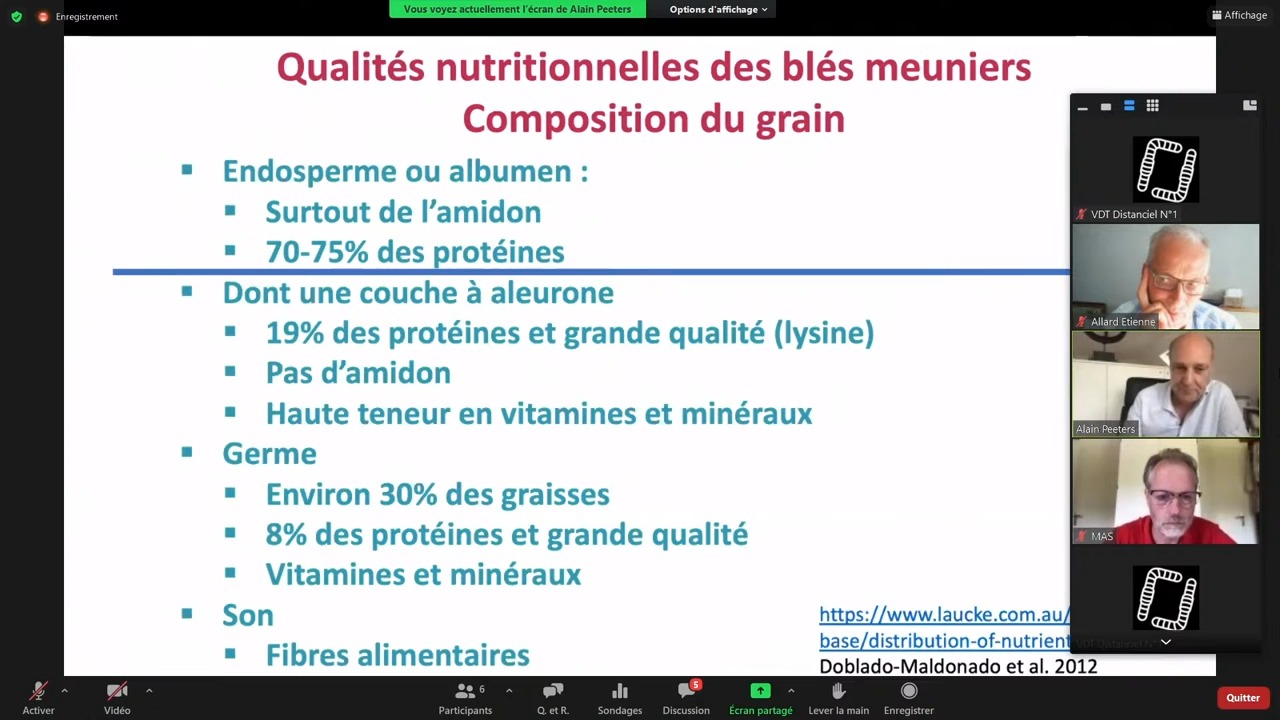 Enregistrement
Vous voyez actuellement l'écran de Alain Peeters
Options d'affichage
Affichage
Qualités nutritionnelles des blés meuniers
Composition du grain
Endosperme ou albumen :
Surtout de l'amidon
70-75% des protéines
Dont une couche à aleurone
19% des protéines et grande qualité (lysine)
Pas d'amidon
Haute teneur en vitamines et minéraux
Germe
Environ 30% des graisses
8% des protéines et grande qualité
Vitamines et minéraux
Son
Fibres alimentaires
https://www.laucke.com.au/
base/distribution-of-nutrient
Doblado-Maldonado et al. 2012
VDT Distanciel N°1
Allard Etienne
Alain Peeters
MAS
VDT Distanciel N°1
Activer
Vidéo
6
Participants
Q. et R.
Sondages
5
Discussion
Écran partagé
Lever la main
Enregistrer
Quitter